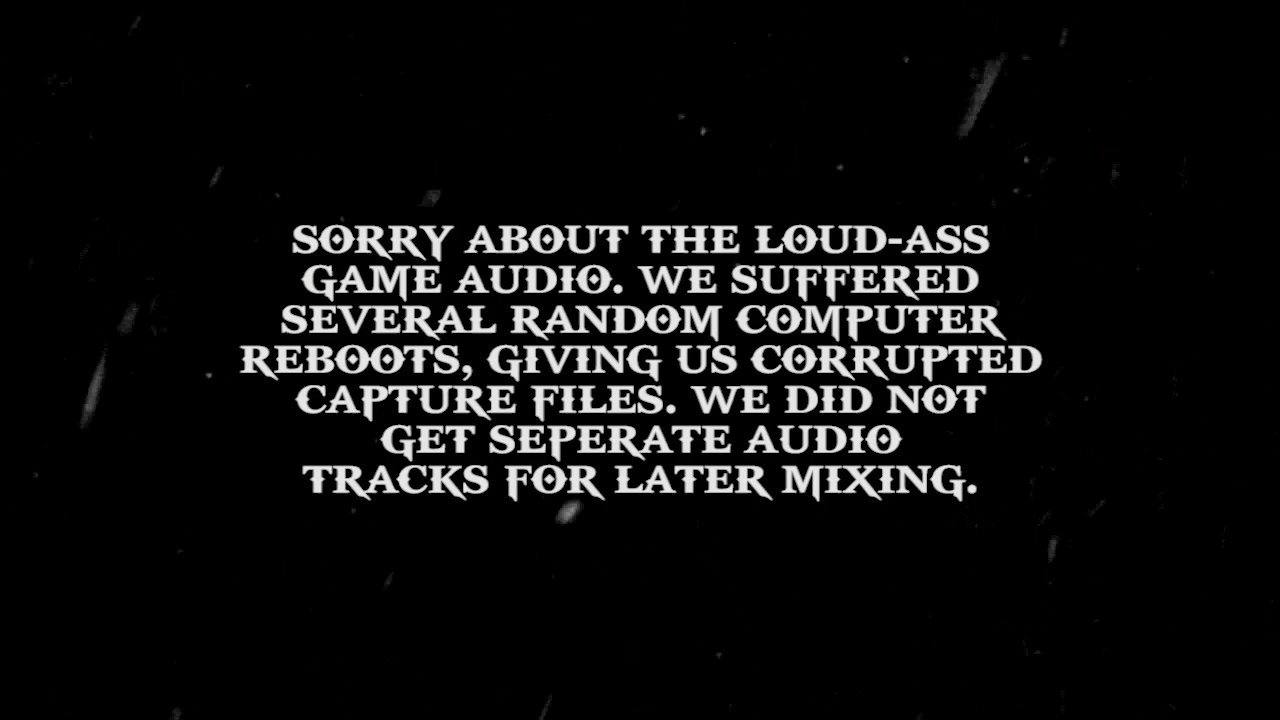 SORRY ABOUT THE LOUD-ASS
GAME AUDIO. WE SUFFERED
SEVERAL RANDOM COMPUTER
REBOOTS, GIVING US CORRUPTED
CAPTURE FILES. WE DID NOT
GET SEPERATE AUDIO
TRACKS FOR LATER MIXING.